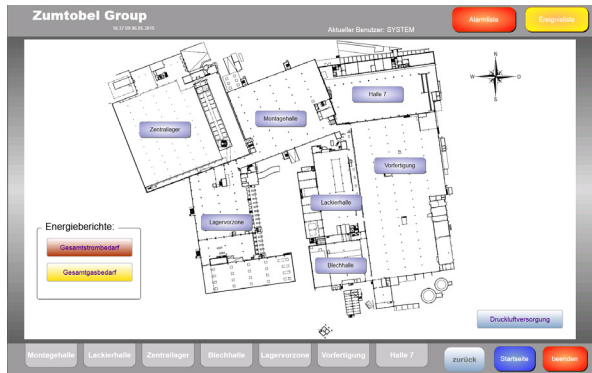 Zumtobel Group
Aktueller Benutzer: SYSTEM
Alarmliste
Ereignisliste
N
W
O
S
Halle 7
Montagehalle
Zentrallager
Vorfertigung
Lackierhalle
Lagervorzone
Blechhalle
Energieberichte:
Gesamtstrombedarf
Gesamtgasbedarf
Druckluftversorgung
Montagehalle
Lackierhalle
Zentrallager
Blechhalle
Lagervorzone
Vorfertigung
Halle 7
zurück
Startseite
beenden